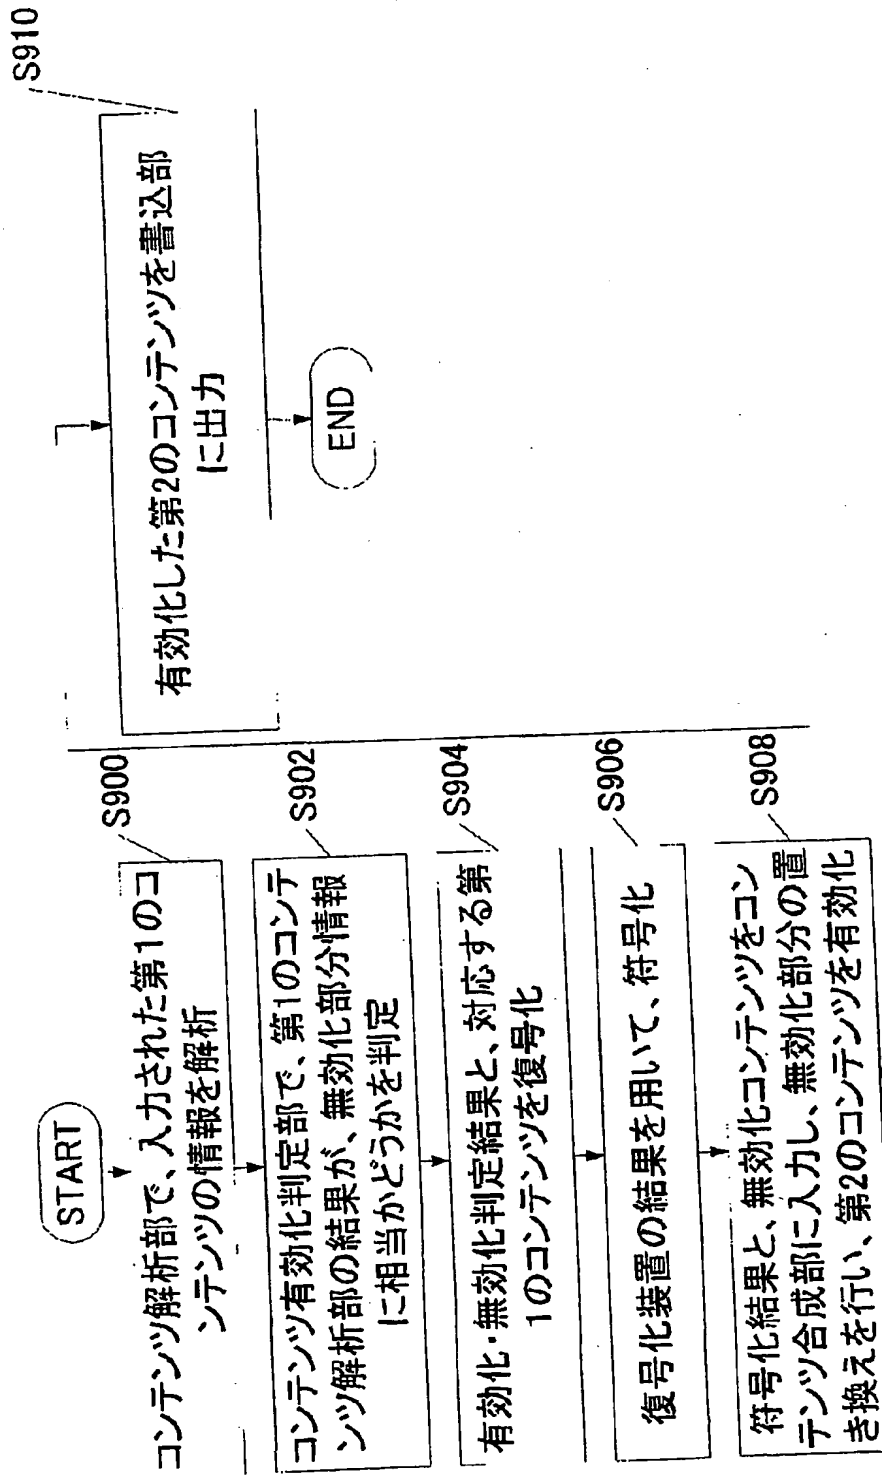 START
コンテンツ解析部で、入力された第1のコ
ンテンツの情報を解析
S900
コンテンツ有効化判定部で、第1のコンテ
ンツ解析部の結果が、無効化部分情報
に相当かどうかを判定
S902
有効化・無効化判定結果と、対応する第
1のコンテンツを復号化
S904
復号化装置の結果を用いて、符号化
S906
符号化結果と、無効化コンテンツをコン
テンツ合成部に入力し、無効化部分の置
き換えを行い、第2のコンテンツを有効化
S908
有効化した第2のコンテンツを書込部
に出力
S910
END